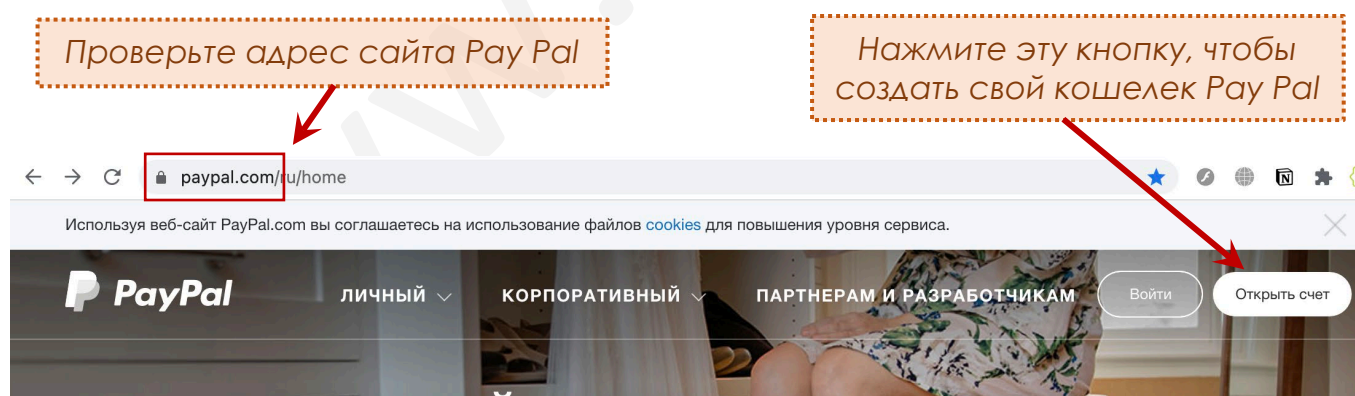 Проверьте адрес сайта Pay Pal
Нажмите эту кнопку, чтобы
создать свой кошелек Pay Pal
paypal.com/ru/home
Используя веб-сайт PayPal.com вы соглашаетесь на использование файлов cookies для повышения уровня сервиса.
PayPal ЛИЧНЫЙ КОРПОРАТИВНЫЙ ПАРТНЕРАМ И РАЗРАБОТЧИКАМ Войти Открыть счет